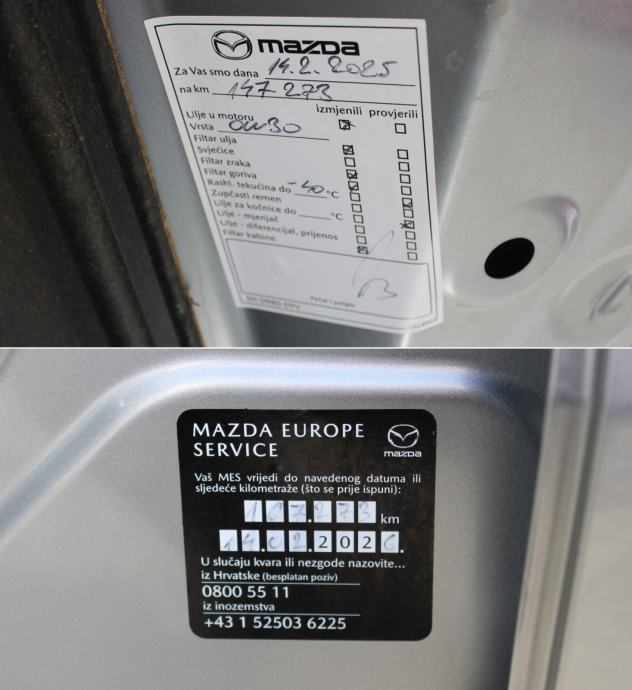 mazda
Za Vas smo dana 14.2.2025
na km 147 273
izmjenili provjerili
Ulje u motoru
Vrsta 0W30
Filtar ulja
Svjećice
Filtar zraka
Filtar goriva
Rashl. tekućina do -40 °C
Zupčasti remen
Ulje za kočnice do °C
Ulje - mjenjač
Ulje - diferencijal, prijenos
Filtar kabine
Pečat i potpis
MAZDA EUROPE
SERVICE
mazda
Vaš MES vrijedi do navedenog datuma ili
sljedeće kilometraže (što se prije ispuni):
167.273 km
14.02.2026.
U slučaju kvara ili nezgode nazovite...
iz Hrvatske (besplatan poziv)
0800 55 11
iz inozemstva
+43 1 52503 6225